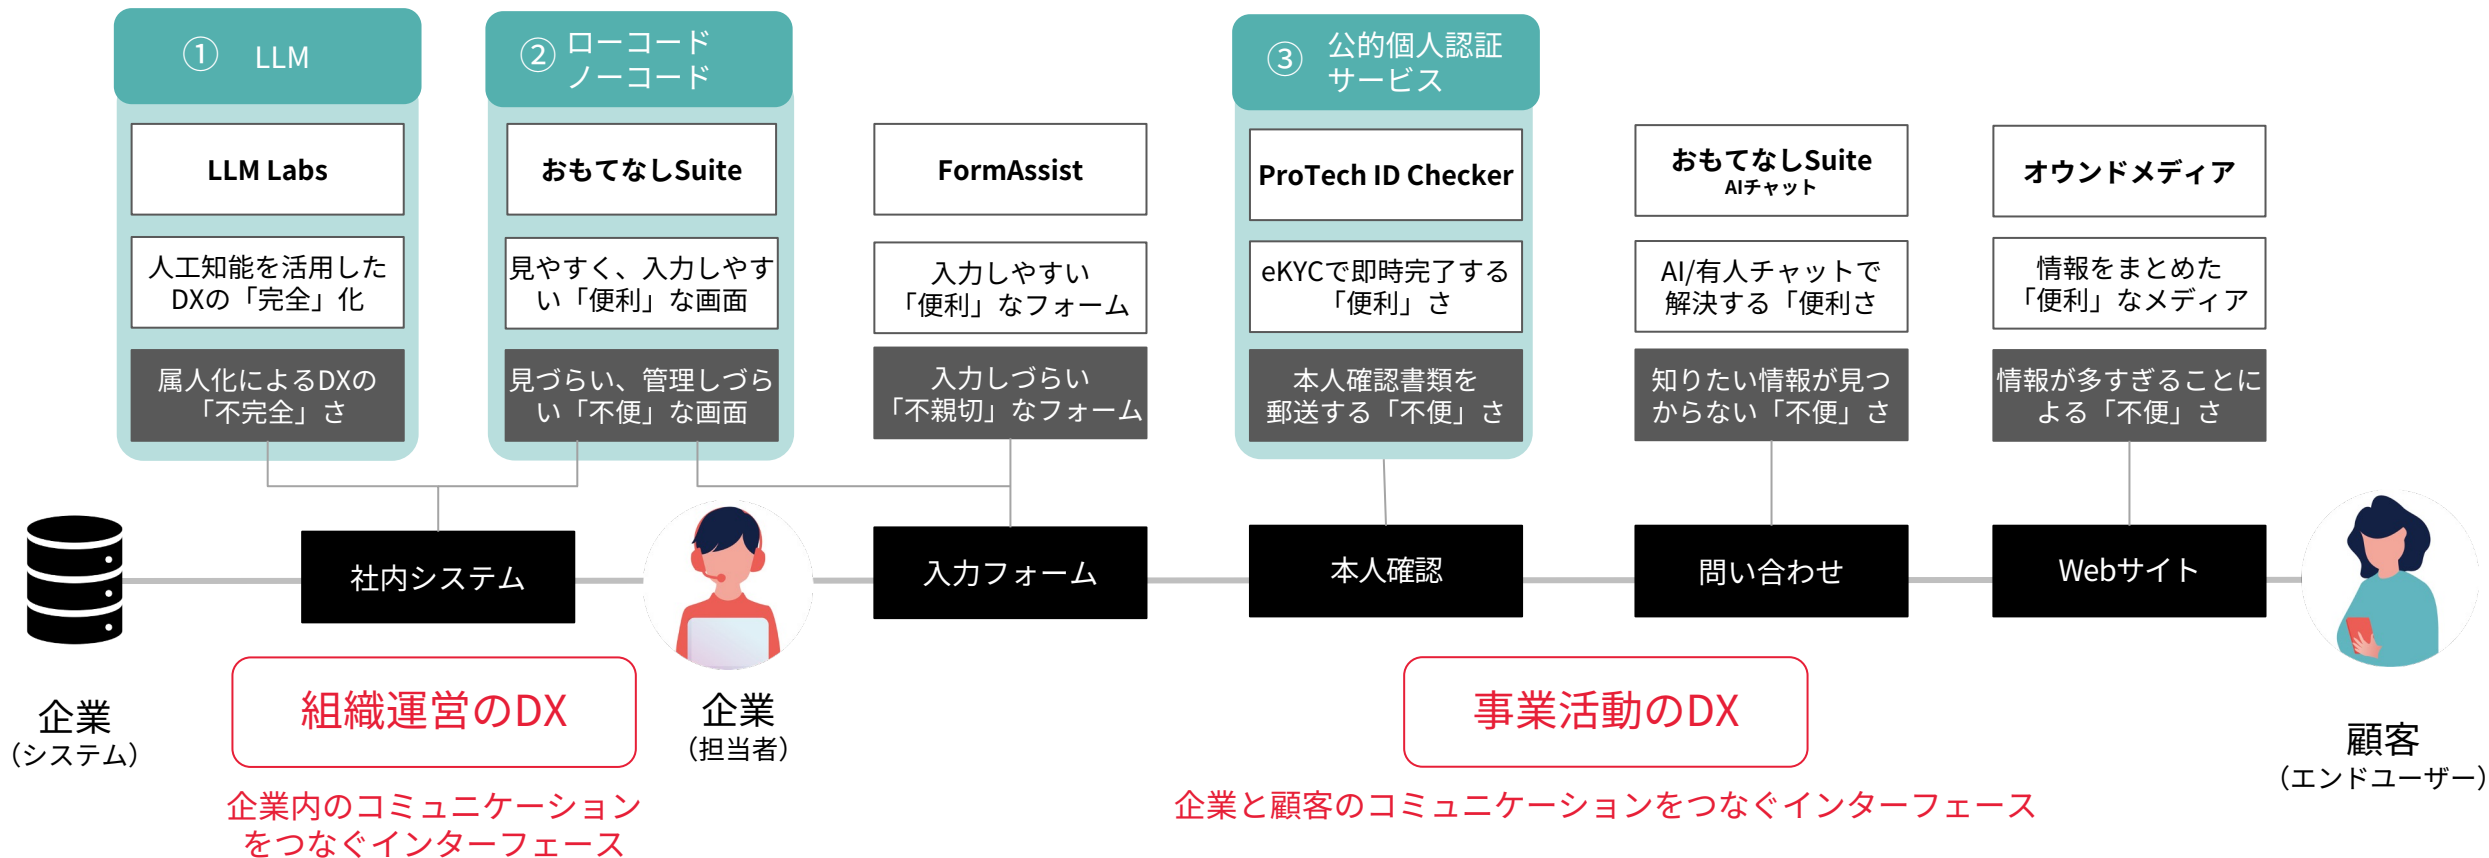 ① LLM
LLM Labs
人工知能を活用した
DXの「完全」化
属人化によるDXの
「不完全」さ
② ローコード
ノーコード
おもてなしSuite
見やすく、入力しやす
い「便利」な画面
見づらい、管理しづら
い「不便」な画面
FormAssist
入力しやすい
「便利」なフォーム
入力しづらい
「不親切」なフォーム
③ 公的個人認証
サービス
ProTech ID Checker
eKYCで即時完了する
「便利」さ
本人確認書類を
郵送する「不便」さ
おもてなしSuite
AIチャット
AI/有人チャットで
解決する「便利さ
知りたい情報が見つ
からない「不便」さ
オウンドメディア
情報をまとめた
「便利」なメディア
情報が多すぎることに
よる「不便」さ
社内システム
入力フォーム
本人確認
問い合わせ
Webサイト
企業
（システム）
組織運営のDX
企業
（担当者）
事業活動のDX
顧客
（エンドユーザー）
企業内のコミュニケーション
をつなぐインターフェース
企業と顧客のコミュニケーションをつなぐインターフェース